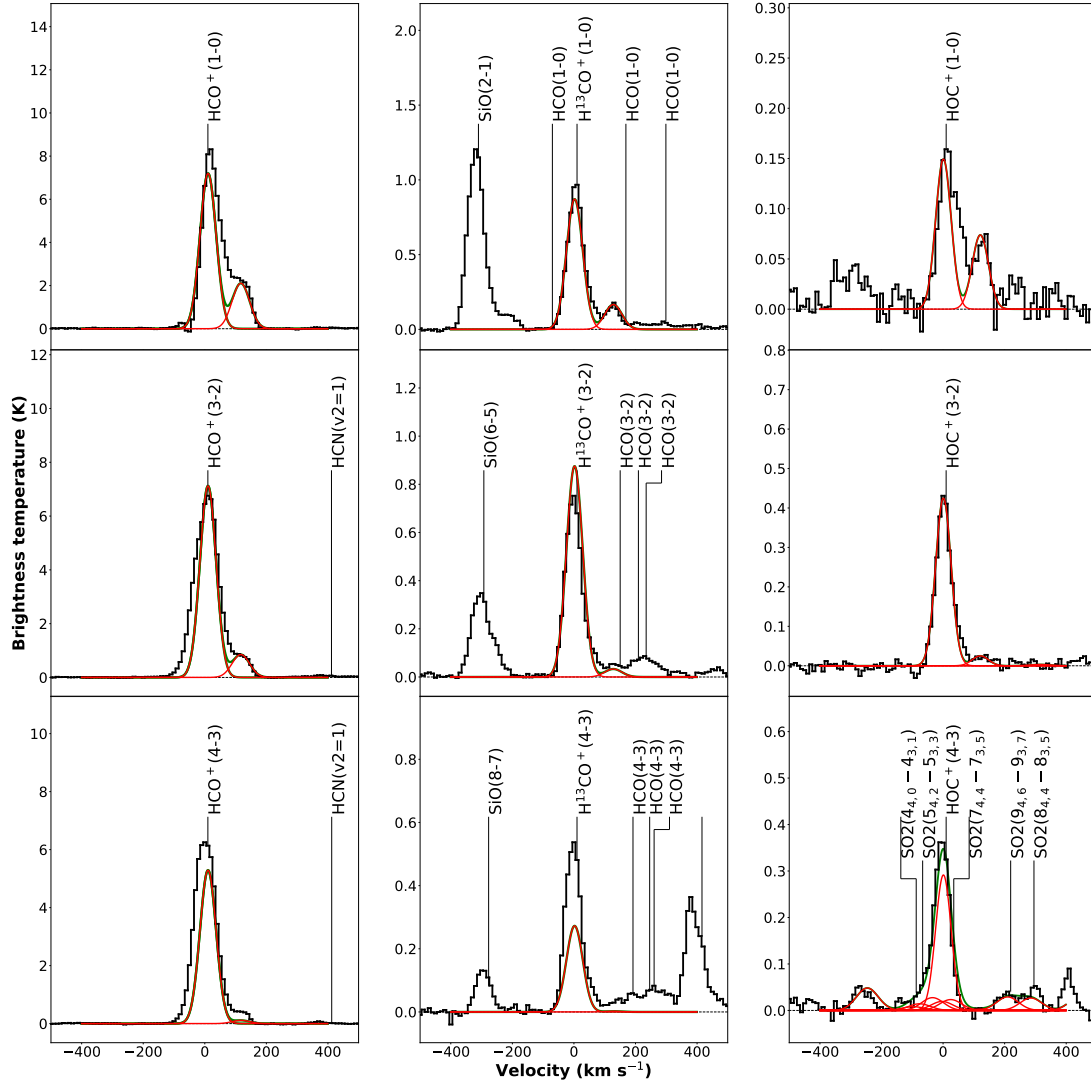 14
12
10
8
6
4
2
0
HCO⁺(1-0)
2.0
1.5
1.0
0.5
0.0
SiO(2-1)
HCO(1-0)
H¹³CO⁺(1-0)
HCO(1-0)
HCO(1-0)
0.30
0.25
0.20
0.15
0.10
0.05
0.00
HOC⁺(1-0)
Brightness temperature (K)
12
10
8
6
4
2
0
HCO⁺(3-2)
HCN(v2=1)
1.2
1.0
0.8
0.6
0.4
0.2
0.0
SiO(6-5)
H¹³CO⁺(3-2)
HCO(3-2)
HCO(3-2)
HCO(3-2)
0.8
0.7
0.6
0.5
0.4
0.3
0.2
0.1
0.0
HOC⁺(3-2)
10
8
6
4
2
0
HCO⁺(4-3)
HCN(v2=1)
0.8
0.6
0.4
0.2
0.0
SiO(8-7)
H¹³CO⁺(4-3)
HCO(4-3)
HCO(4-3)
HCO(4-3)
0.6
0.5
0.4
0.3
0.2
0.1
0.0
SO2(4₄,₀ − 4₃,₁)
SO2(5₄,₂ − 5₃,₃)
HOC⁺(4-3)
SO2(7₄,₄ − 7₃,₅)
SO2(9₄,₆ − 9₃,₇)
SO2(8₄,₄ − 8₃,₅)
−400 −200 0 200 400
−400 −200 0 200 400
−400 −200 0 200 400
Velocity (km s⁻¹)